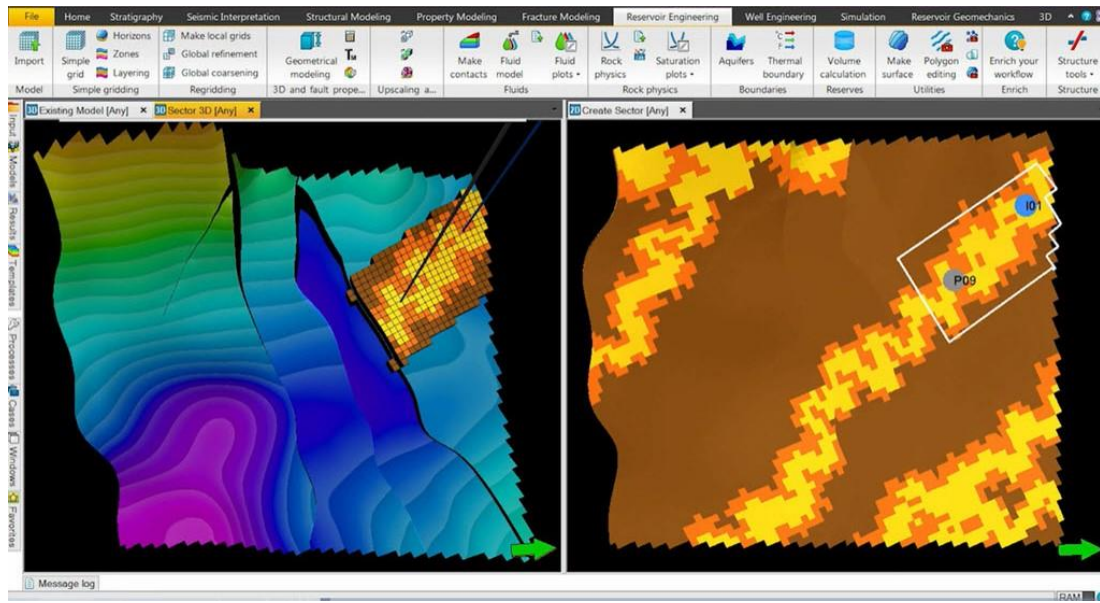 File Home Stratigraphy Seismic Interpretation Structural Modeling Property Modeling Fracture Modeling Reservoir Engineering Well Engineering Simulation Reservoir Geomechanics 3D
Import
Model
Simple grid
Horizons
Zones
Layering
Simple gridding
Make local grids
Global refinement
Global coarsening
Regridding
Geometrical modeling
3D and fault prope...
Upscaling a...
Make contacts
Fluid model
Fluid plots
Fluids
Rock physics
Saturation plots
Rock physics
Aquifers
Thermal boundary
Boundaries
Volume calculation
Reserves
Make surface
Polygon editing
Utilities
Enrich your workflow
Enrich
Structure tools
Structure
3D Existing Model [Any] × 3D Sector 3D [Any] ×
2D Create Sector [Any] ×
Input
Models
Results
Templates
Processes
Cases
Windows
Favorites
I01
P09
Message log
RAM